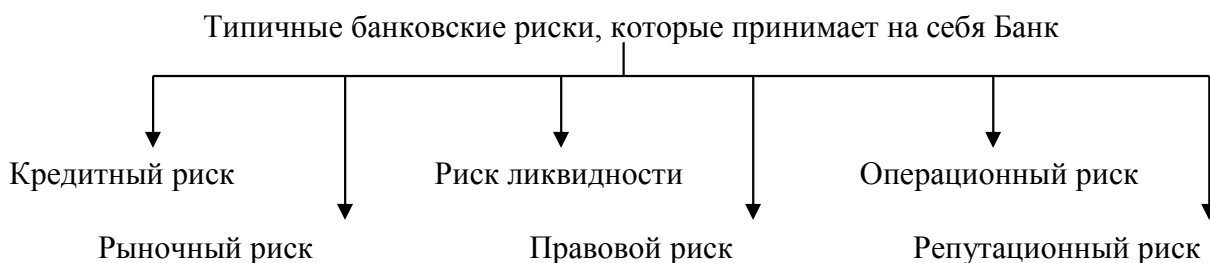 Типичные банковские риски, которые принимает на себя Банк
Кредитный риск Риск ликвидности Операционный риск
Рыночный риск Правовой риск Репутационный риск